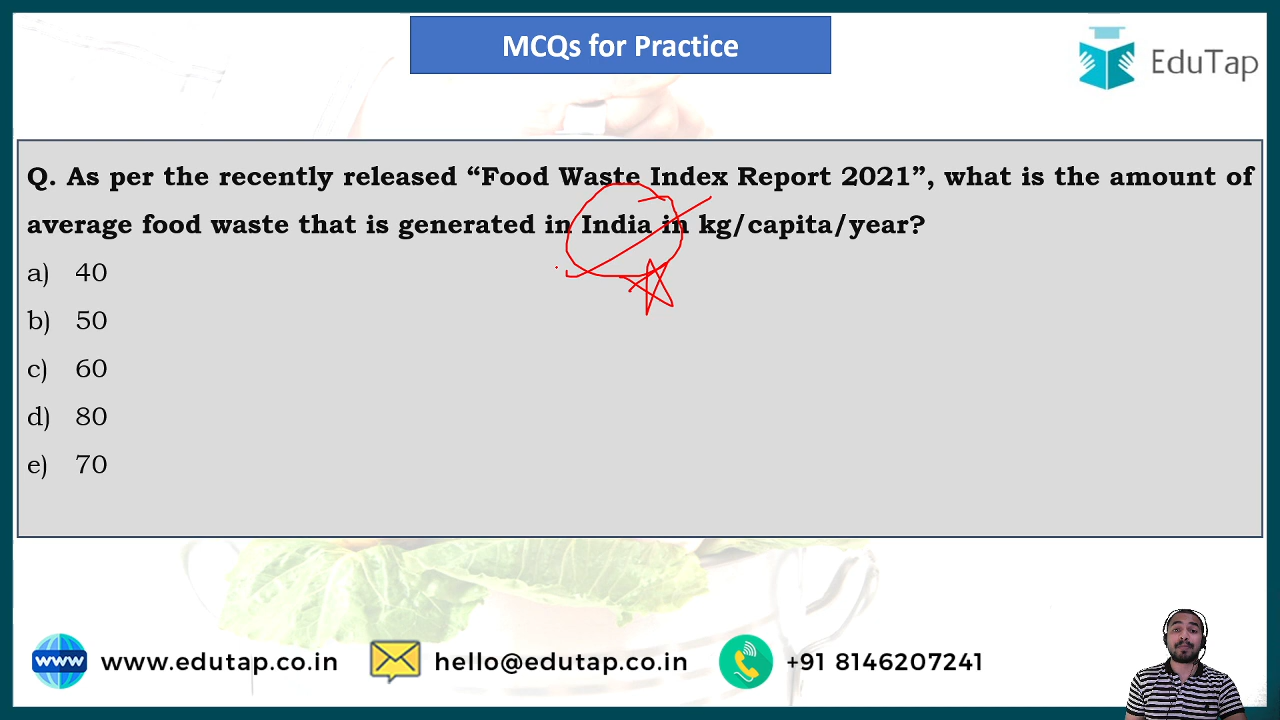 MCQs for Practice
EduTap
Q. As per the recently released “Food Waste Index Report 2021”, what is the amount of
average food waste that is generated in India in kg/capita/year?
a) 40
b) 50
c) 60
d) 80
e) 70
www
www.edutap.co.in
hello@edutap.co.in
+91 8146207241